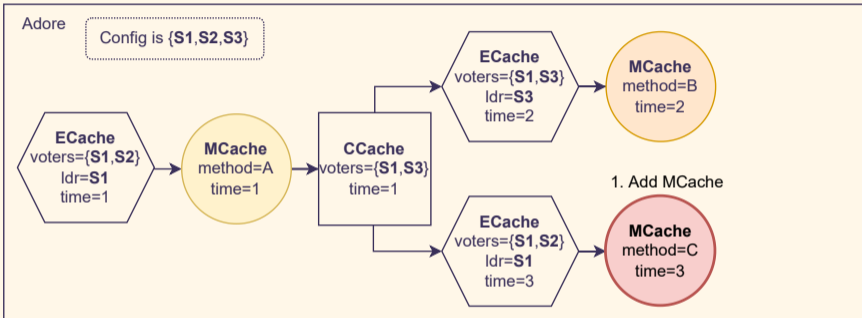 Adore
Config is {S1,S2,S3}
ECache
voters={S1,S2}
ldr=S1
time=1
MCache
method=A
time=1
CCache
voters={S1,S3}
time=1
ECache
voters={S1,S3}
ldr=S3
time=2
MCache
method=B
time=2
ECache
voters={S1,S2}
ldr=S1
time=3
1. Add MCache
MCache
method=C
time=3